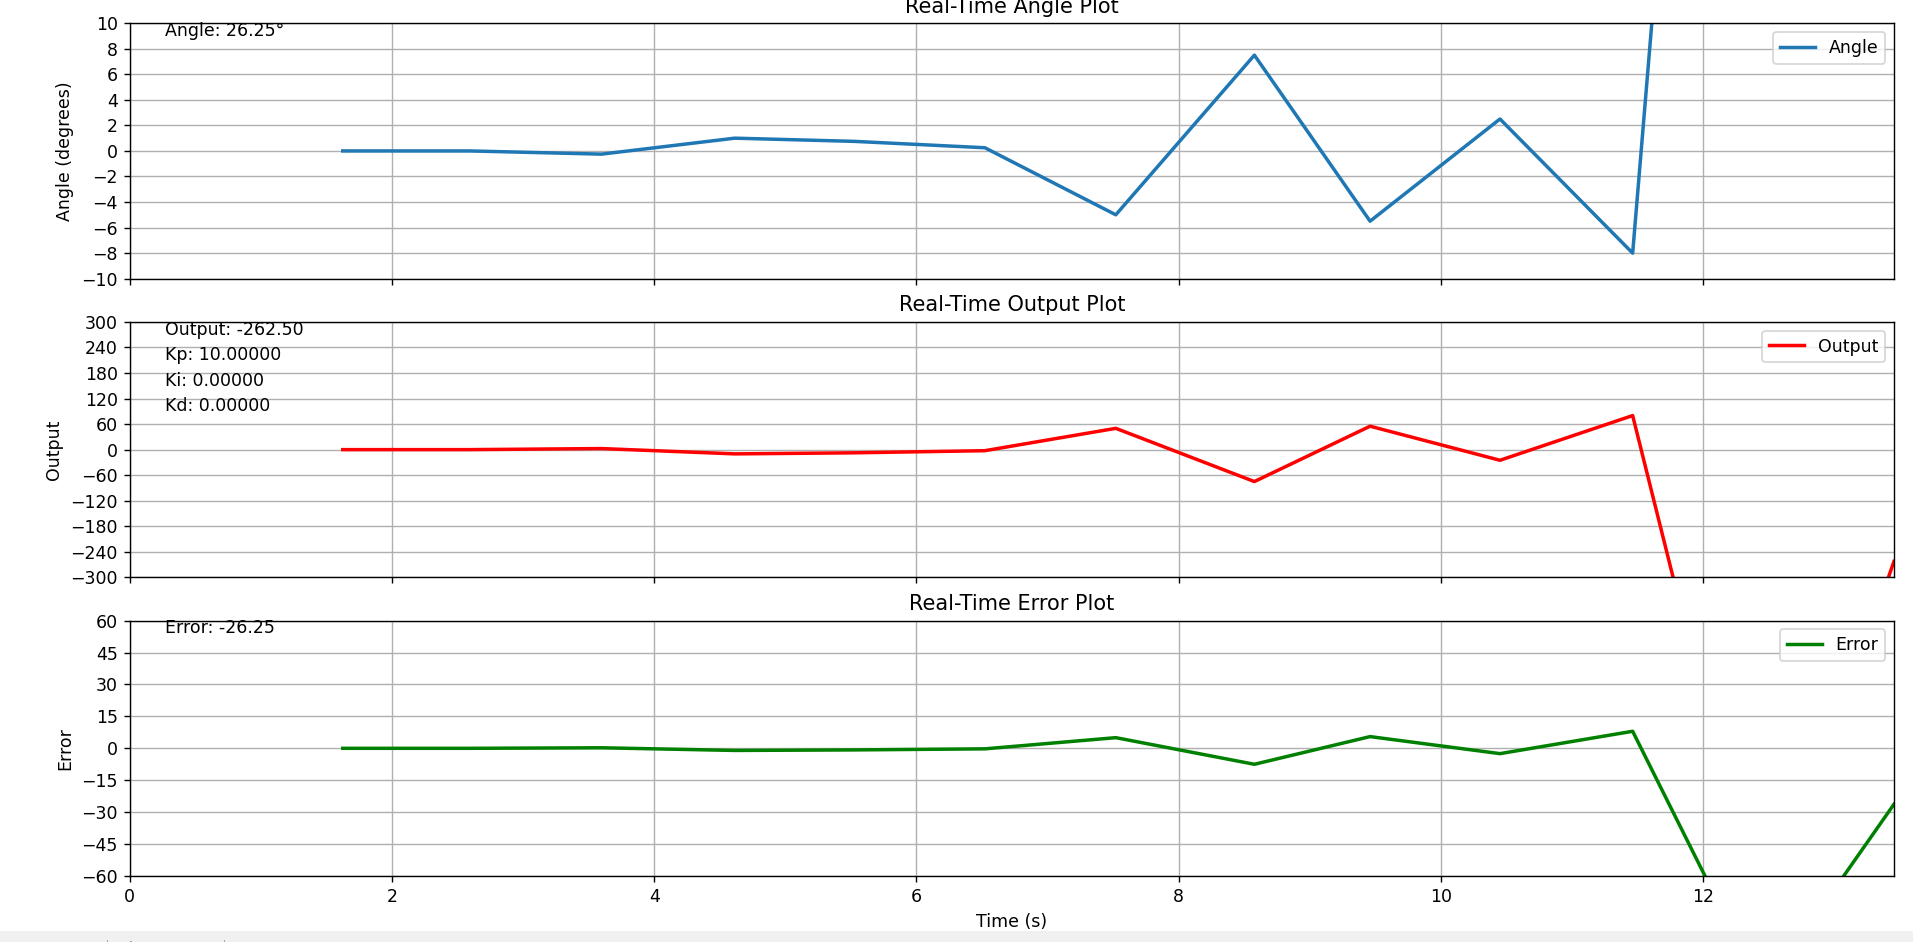 Real-Time Angle Plot
Angle: 26.25°
Angle
Angle (degrees)
10
8
6
4
2
0
−2
−4
−6
−8
−10
Real-Time Output Plot
Output: -262.50
Kp: 10.00000
Ki: 0.00000
Kd: 0.00000
Output
Output
300
240
180
120
60
0
−60
−120
−180
−240
−300
Real-Time Error Plot
Error: -26.25
Error
Error
60
45
30
15
0
−15
−30
−45
−60
0 2 4 6 8 10 12
Time (s)